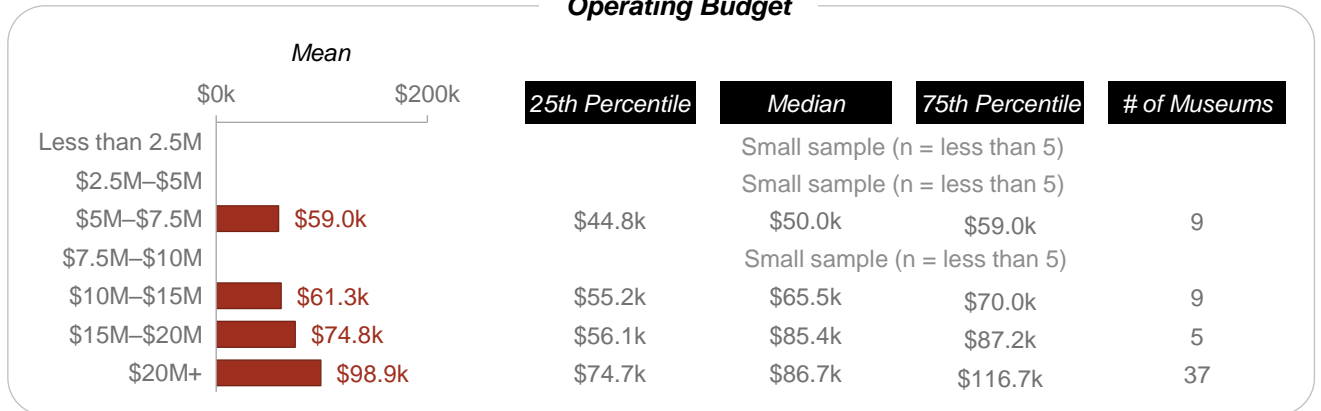 Operating Budget
Mean
$0k $200k 25th Percentile Median 75th Percentile # of Museums
Less than 2.5M Small sample (n = less than 5)
$2.5M–$5M Small sample (n = less than 5)
$5M–$7.5M $59.0k $44.8k $50.0k $59.0k 9
$7.5M–$10M Small sample (n = less than 5)
$10M–$15M $61.3k $55.2k $65.5k $70.0k 9
$15M–$20M $74.8k $56.1k $85.4k $87.2k 5
$20M+ $98.9k $74.7k $86.7k $116.7k 37